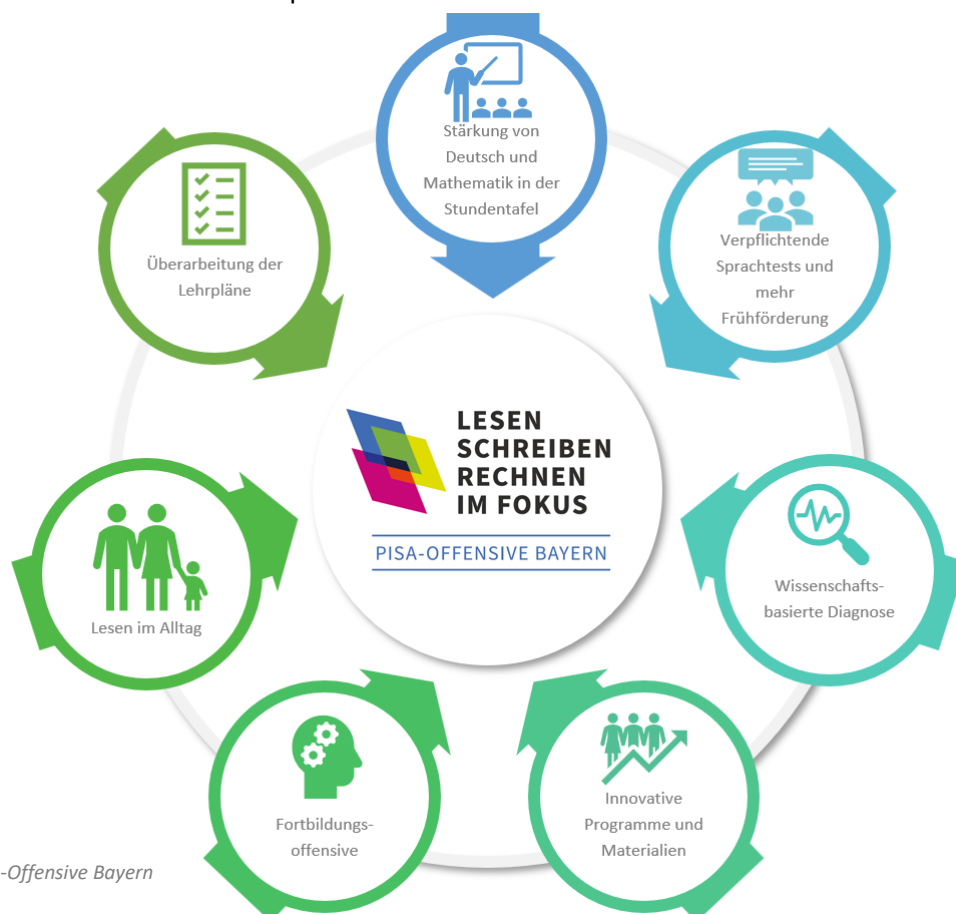 Stärkung von
Deutsch und
Mathematik in der
Stundentafel
Verpflichtende
Sprachtests und
mehr
Frühförderung
Wissenschafts-
basierte Diagnose
Innovative
Programme und
Materialien
Fortbildungs-
offensive
Lesen im Alltag
Überarbeitung der
Lehrpläne
LESEN
SCHREIBEN
RECHNEN
IM FOKUS
PISA-OFFENSIVE BAYERN
-Offensive Bayern